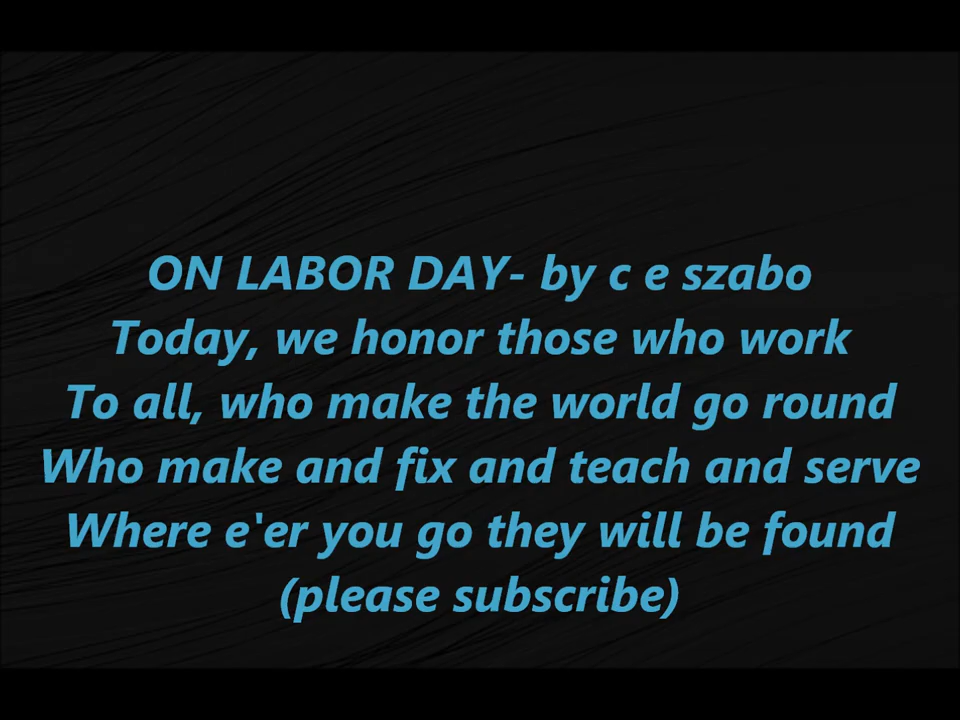 ON LABOR DAY- by c e szabo
Today, we honor those who work
To all, who make the world go round
Who make and fix and teach and serve
Where e'er you go they will be found
(please subscribe)